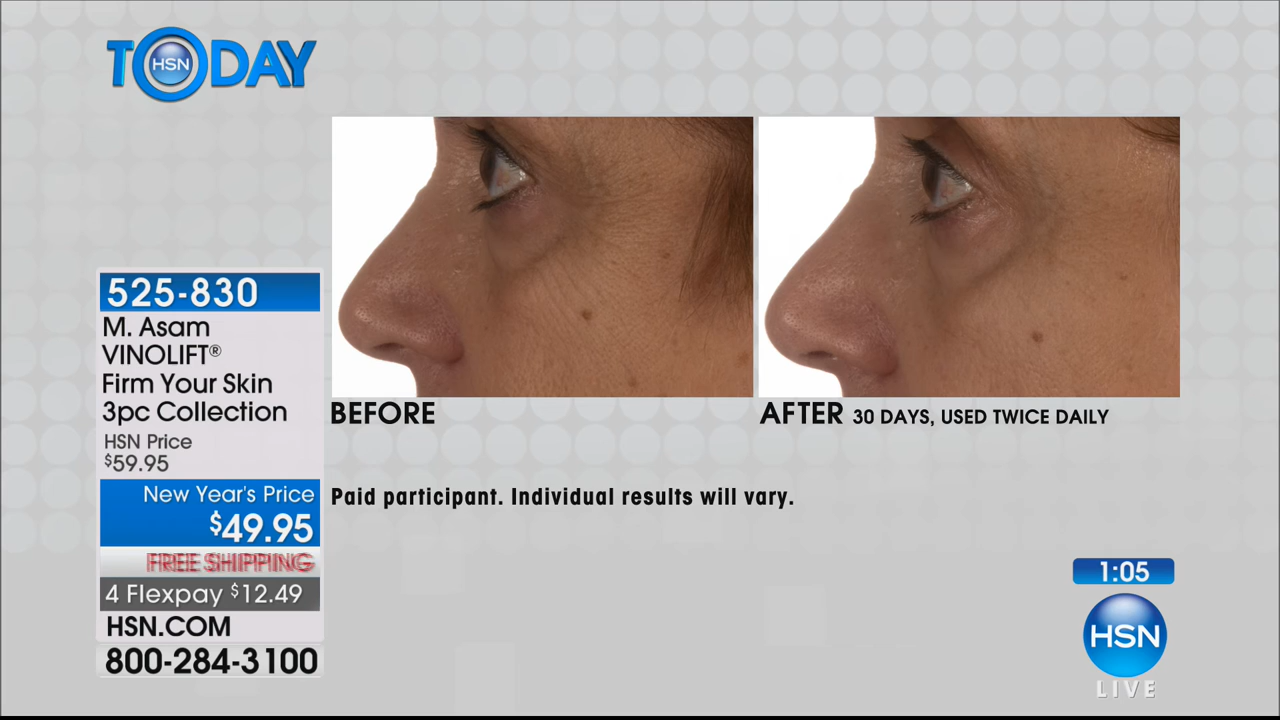 TODAY
HSN
525-830
M. Asam
VINOLIFT®
Firm Your Skin
3pc Collection
HSN Price
$59.95
New Year's Price
$49.95
FREE SHIPPING
4 Flexpay $12.49
HSN.COM
800-284-3100
BEFORE
AFTER 30 DAYS, USED TWICE DAILY
Paid participant. Individual results will vary.
1:05
HSN
LIVE